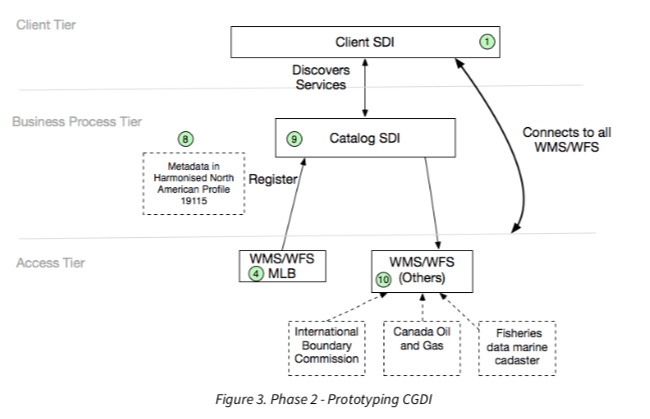 Client Tier
Client SDI
1
Discovers
Services
Business Process Tier
8
9
Catalog SDI
Connects to all
WMS/WFS
Metadata in
Harmonised North
American Profile
19115
Register
Access Tier
WMS/WFS
4 MLB
WMS/WFS
10 (Others)
International
Boundary
Commission
Canada Oil
and Gas
Fisheries
data marine
cadaster
Figure 3. Phase 2 - Prototyping CGDI